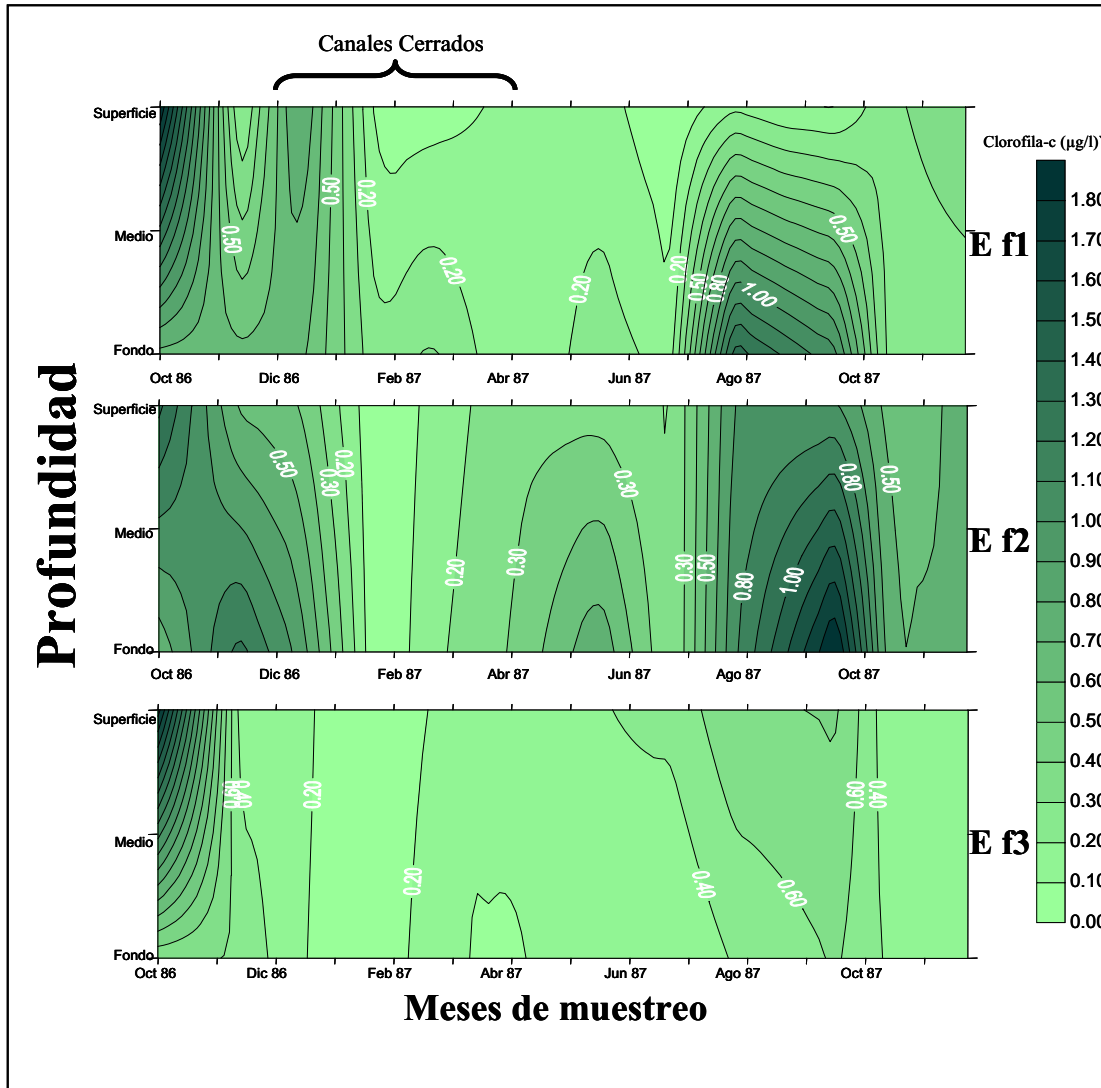 Canales Cerrados
Superficie
Medio
Fondo
0.50
0.50
0.20
0.20
0.20
0.20
0.50
0.80
1.00
0.50
E f1
Oct 86
Dic 86
Feb 87
Abr 87
Jun 87
Ago 87
Oct 87
Superficie
Medio
Fondo
0.50
0.20
0.30
0.20
0.30
0.30
0.30
0.50
0.80
1.00
0.80
0.50
E f2
Oct 86
Dic 86
Feb 87
Abr 87
Jun 87
Ago 87
Oct 87
Superficie
Medio
Fondo
0.40
0.20
0.20
0.40
0.60
0.60
0.40
E f3
Oct 86
Dic 86
Feb 87
Abr 87
Jun 87
Ago 87
Oct 87
Profundidad
Meses de muestreo
Clorofila-c (µg/l)
1.80
1.70
1.60
1.50
1.40
1.30
1.20
1.10
1.00
0.90
0.80
0.70
0.60
0.50
0.40
0.30
0.20
0.10
0.00